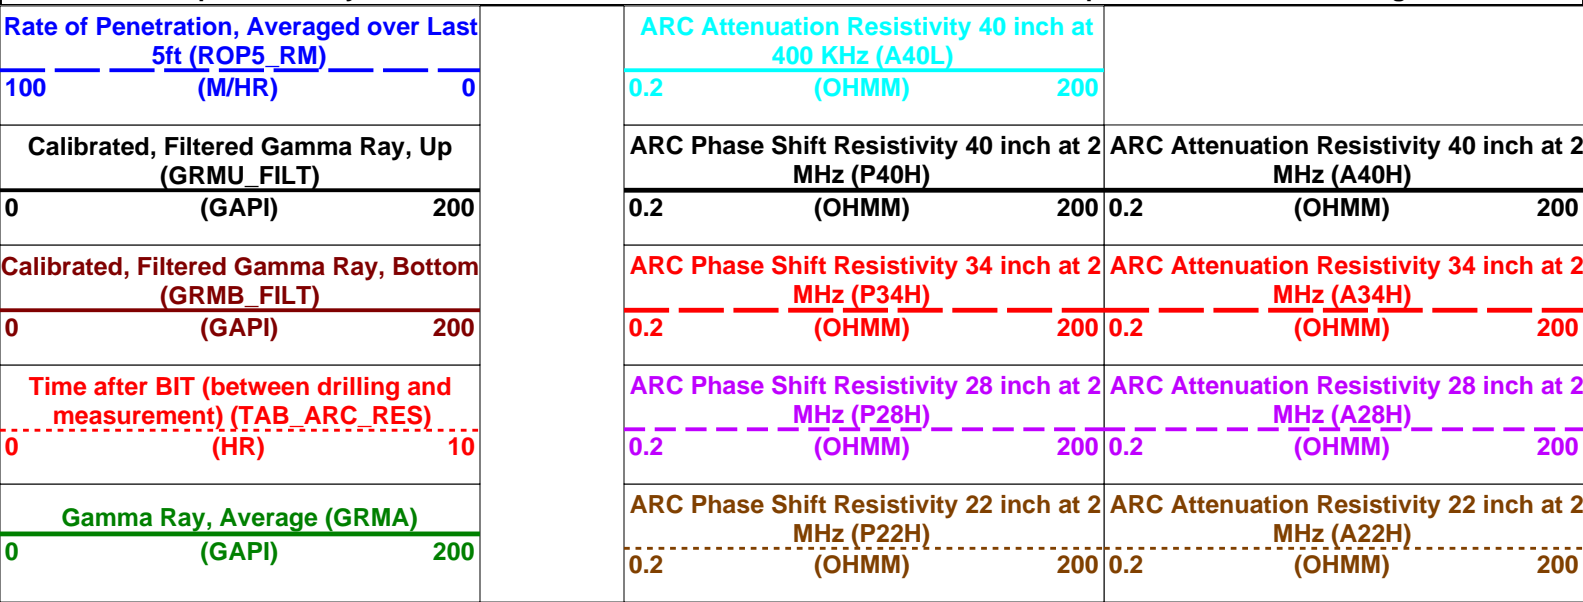 Rate of Penetration, Averaged over Last
5ft (ROP5_RM)
100 (M/HR) 0
ARC Attenuation Resistivity 40 inch at
400 KHz (A40L)
0.2 (OHMM) 200
Calibrated, Filtered Gamma Ray, Up
(GRMU_FILT)
0 (GAPI) 200
ARC Phase Shift Resistivity 40 inch at 2
MHz (P40H)
0.2 (OHMM) 200
ARC Attenuation Resistivity 40 inch at 2
MHz (A40H)
0.2 (OHMM) 200
Calibrated, Filtered Gamma Ray, Bottom
(GRMB_FILT)
0 (GAPI) 200
ARC Phase Shift Resistivity 34 inch at 2
MHz (P34H)
0.2 (OHMM) 200
ARC Attenuation Resistivity 34 inch at 2
MHz (A34H)
0.2 (OHMM) 200
Time after BIT (between drilling and
measurement) (TAB_ARC_RES)
0 (HR) 10
ARC Phase Shift Resistivity 28 inch at 2
MHz (P28H)
0.2 (OHMM) 200
ARC Attenuation Resistivity 28 inch at 2
MHz (A28H)
0.2 (OHMM) 200
Gamma Ray, Average (GRMA)
0 (GAPI) 200
ARC Phase Shift Resistivity 22 inch at 2
MHz (P22H)
0.2 (OHMM) 200
ARC Attenuation Resistivity 22 inch at 2
MHz (A22H)
0.2 (OHMM) 200